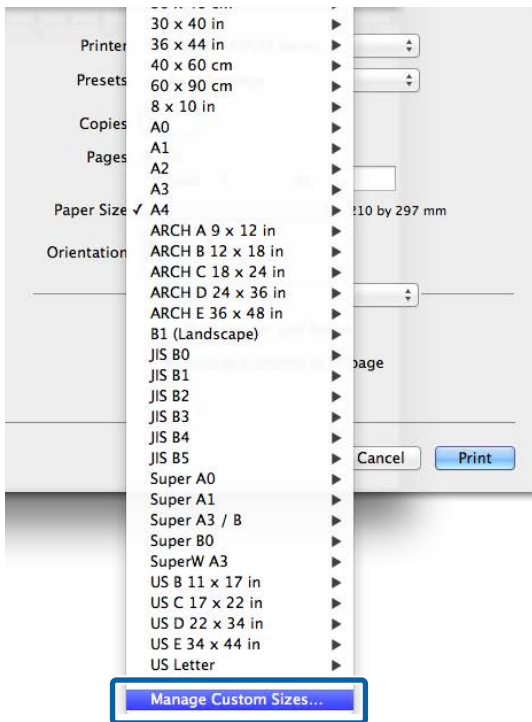 30 x 40 in
Printer 36 x 44 in
40 x 60 cm
Presets 60 x 90 cm
8 x 10 in
Copies A0
A1
Pages A2
A3
Paper Size ✓ A4 210 by 297 mm
ARCH A 9 x 12 in
Orientation ARCH B 12 x 18 in
ARCH C 18 x 24 in
ARCH D 24 x 36 in
ARCH E 36 x 48 in
B1 (Landscape)
JIS B0
JIS B1 page
JIS B2
JIS B3
JIS B4
JIS B5 Cancel Print
Super A0
Super A1
Super A3 / B
Super B0
SuperW A3
US B 11 x 17 in
US C 17 x 22 in
US D 22 x 34 in
US E 34 x 44 in
US Letter
Manage Custom Sizes...